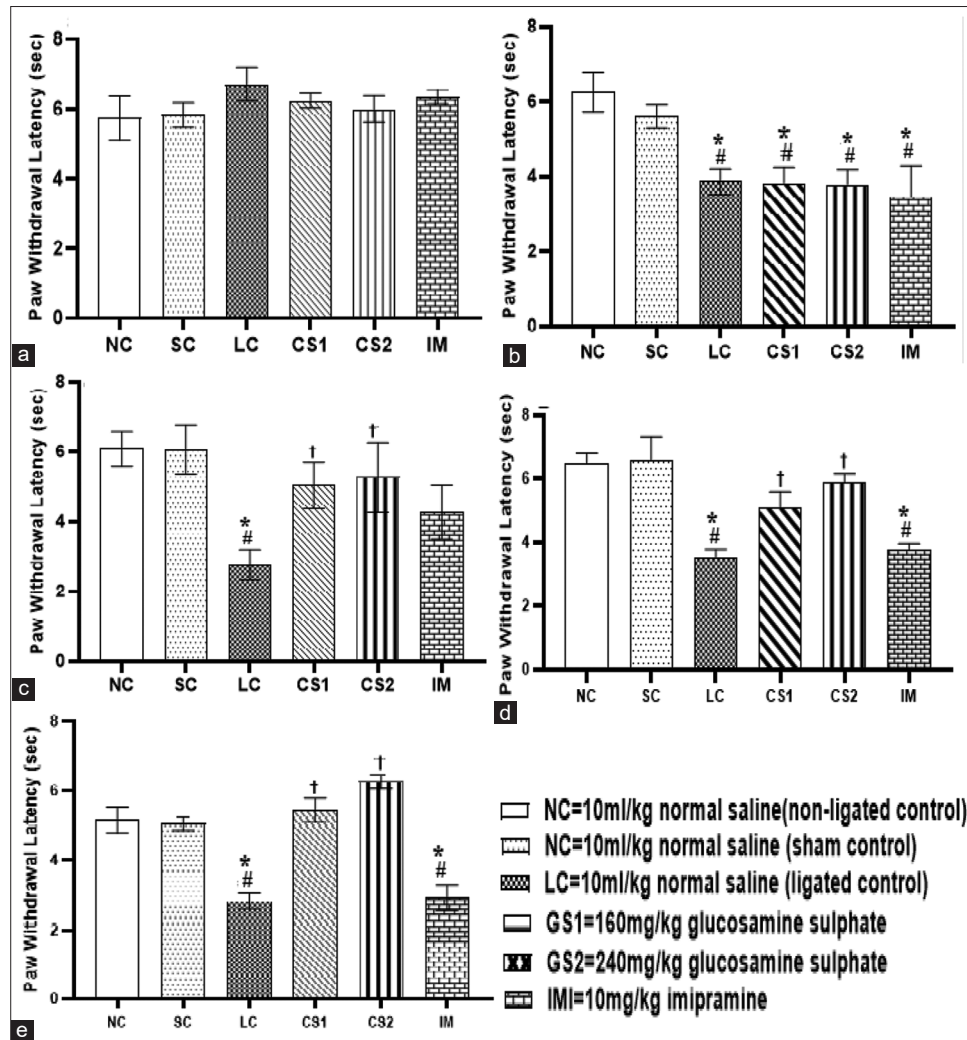 Paw Withdrawal Latency (sec)
8
6
4
2
0
NC SC LC CS1 CS2 IM
a
Paw Withdrawal Latency (sec)
8
6
4
2
0
* * * *
# # # #
NC SC LC CS1 CS2 IM
b
Paw Withdrawal Latency (sec)
8
6
4
2
0
† †
*
#
NC SC LC CS1 CS2 IM
c
Paw Withdrawal Latency (sec)
8
6
4
2
0
† †
* *
# #
NC SC LC CS1 CS2 IM
d
Paw Withdrawal Latency (sec)
8
6
4
2
0
† †
* *
# #
NC SC LC CS1 CS2 IM
e
NC=10ml/kg normal saline(non-ligated control)
NC=10ml/kg normal saline (sham control)
LC=10ml/kg normal saline (ligated control)
GS1=160mg/kg glucosamine sulphate
GS2=240mg/kg glucosamine sulphate
IMI=10mg/kg imipramine